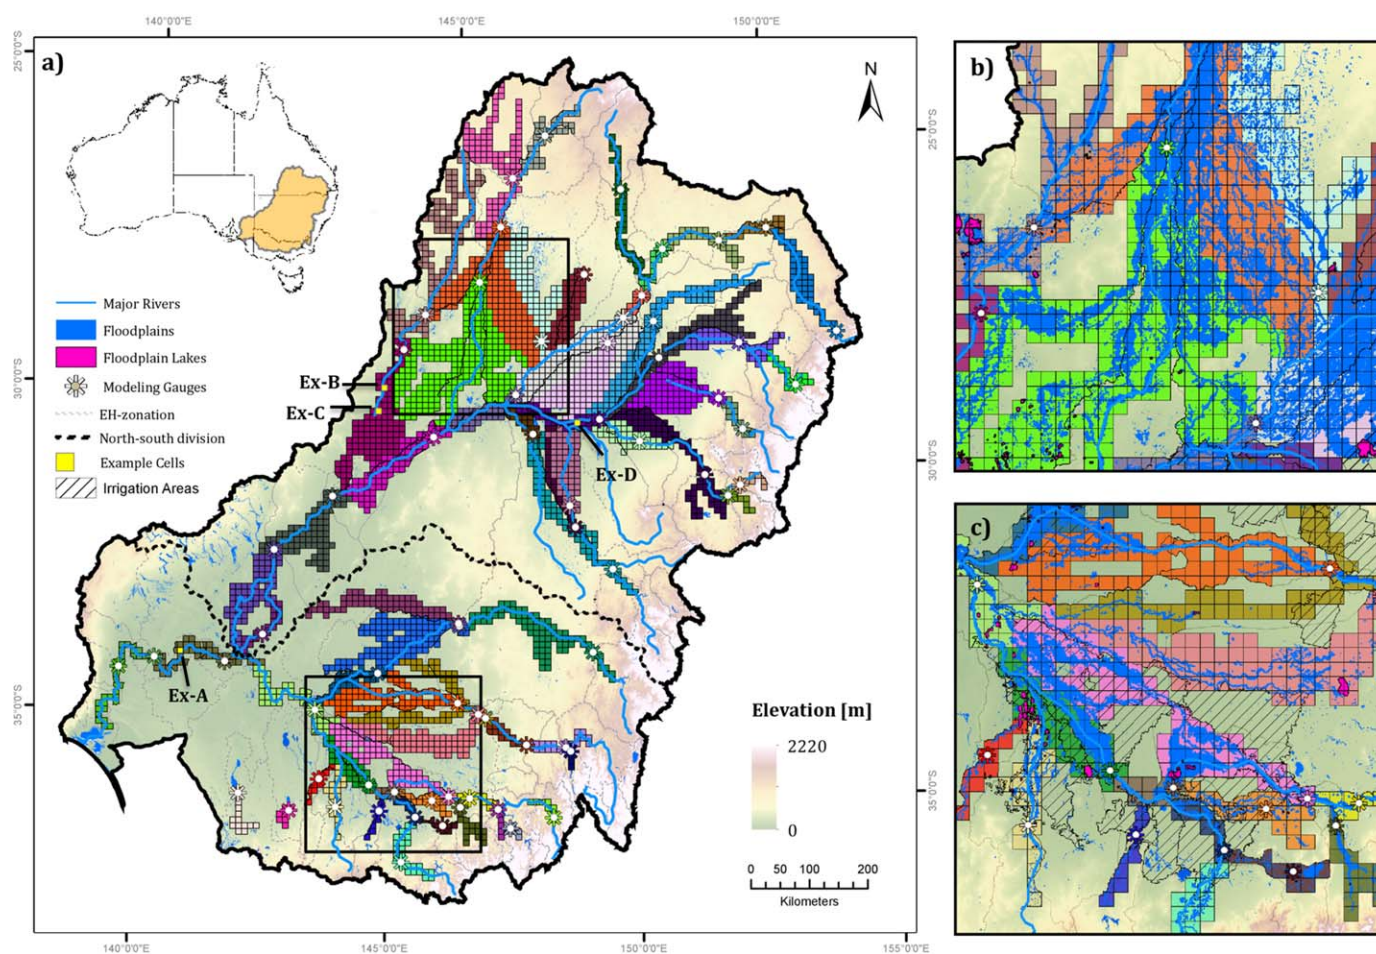 140°0'0"E 145°0'0"E 150°0'0"E
25°0'0"S
a)
N
b)
25°0'0"S
Major Rivers
Floodplains
Floodplain Lakes
Modeling Gauges
EH-zonation
North-south division
Example Cells
Irrigation Areas
Ex-B
Ex-C
30°0'0"S
30°0'0"S
Ex-D
c)
Ex-A
35°0'0"S
35°0'0"S
Elevation [m]
2220
0
0 50 100 200
Kilometers
140°0'0"E 145°0'0"E 150°0'0"E 155°0'0"E